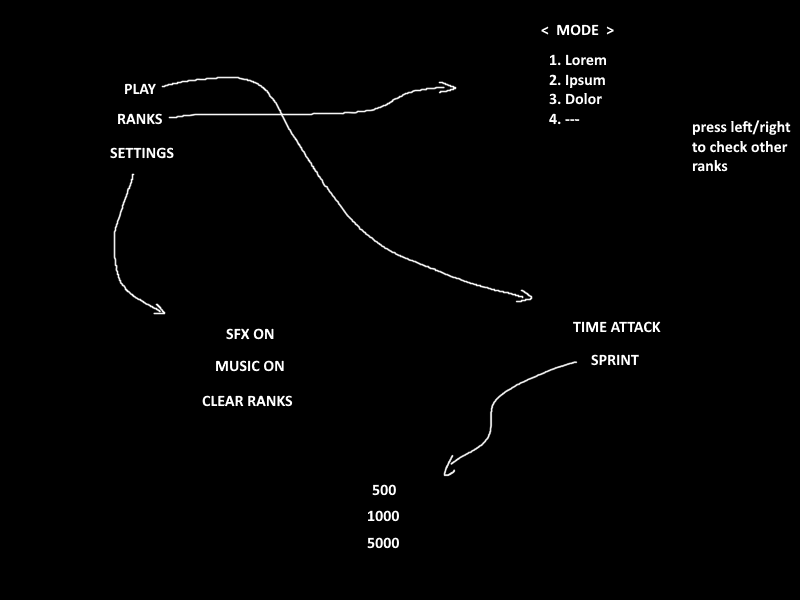 < MODE >
1. Lorem
2. Ipsum
3. Dolor
4. ---
press left/right
to check other
ranks
PLAY
RANKS
SETTINGS
SFX ON
MUSIC ON
CLEAR RANKS
TIME ATTACK
SPRINT
500
1000
5000